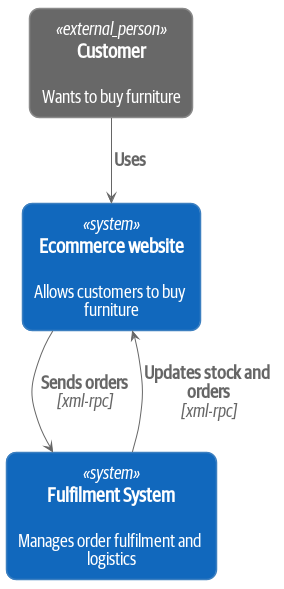 «external_person»
Customer
Wants to buy furniture
Uses
«system»
Ecommerce website
Allows customers to buy
furniture
Sends orders
[xml-rpc]
Updates stock and
orders
[xml-rpc]
«system»
Fulfilment System
Manages order fulfilment and
logistics